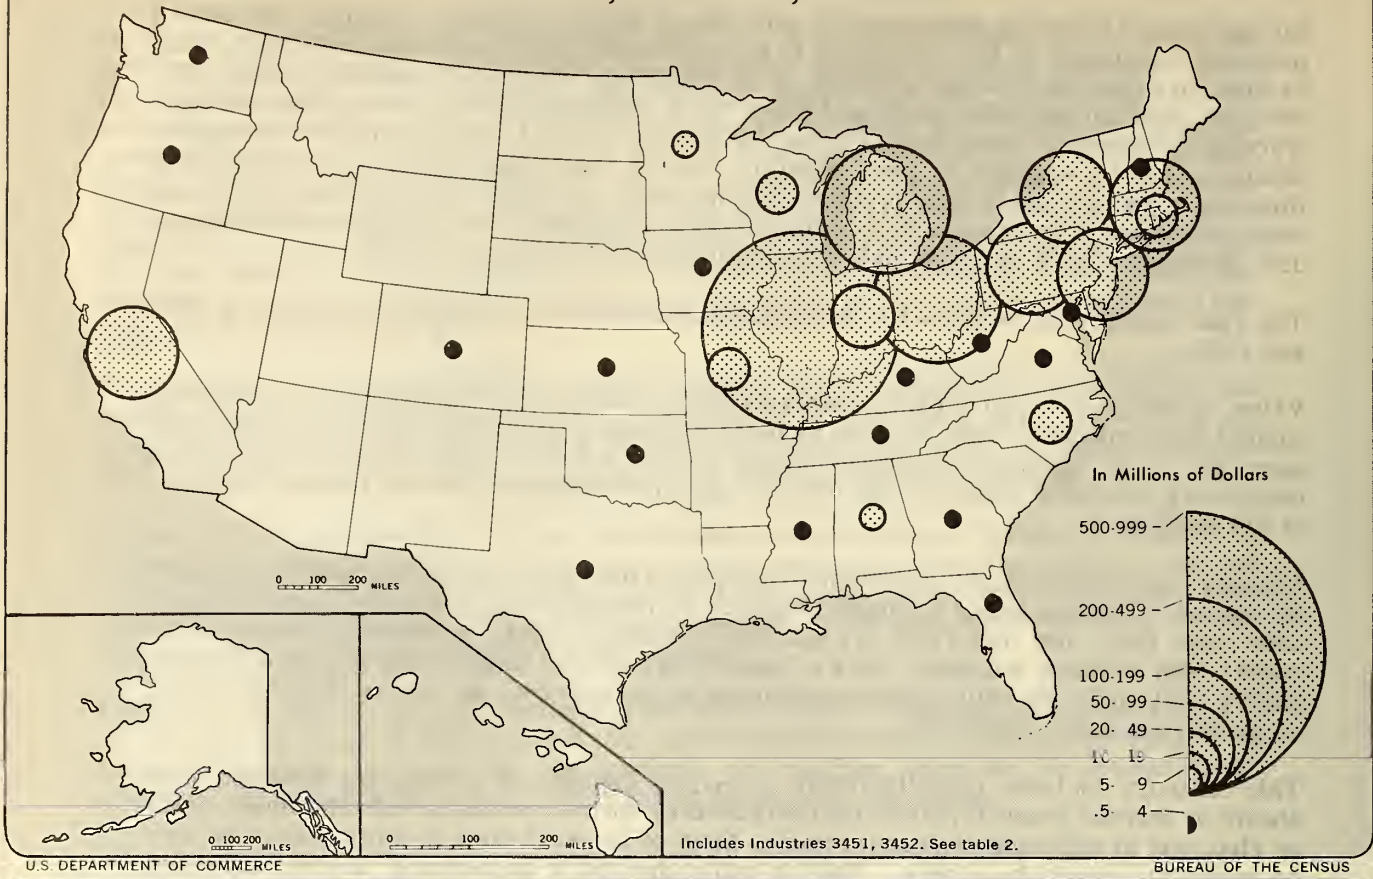 In Millions of Dollars
500-999
200-499
100-199
50- 99
20- 49
10 19
5- 9
.5- 4
0 100 200 MILES
0 100 200 MILES
0 100 200 MILES
Includes Industries 3451, 3452. See table 2.
U.S. DEPARTMENT OF COMMERCE
BUREAU OF THE CENSUS